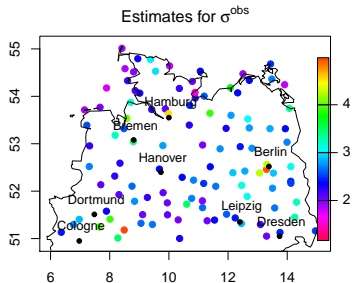 Estimates for σobs
55
54
53
52
51
6
8
10
12
14
Hamburg
Bremen
Hanover
Berlin
Dortmund
Leipzig
Cologne
Dresden
4
3
2